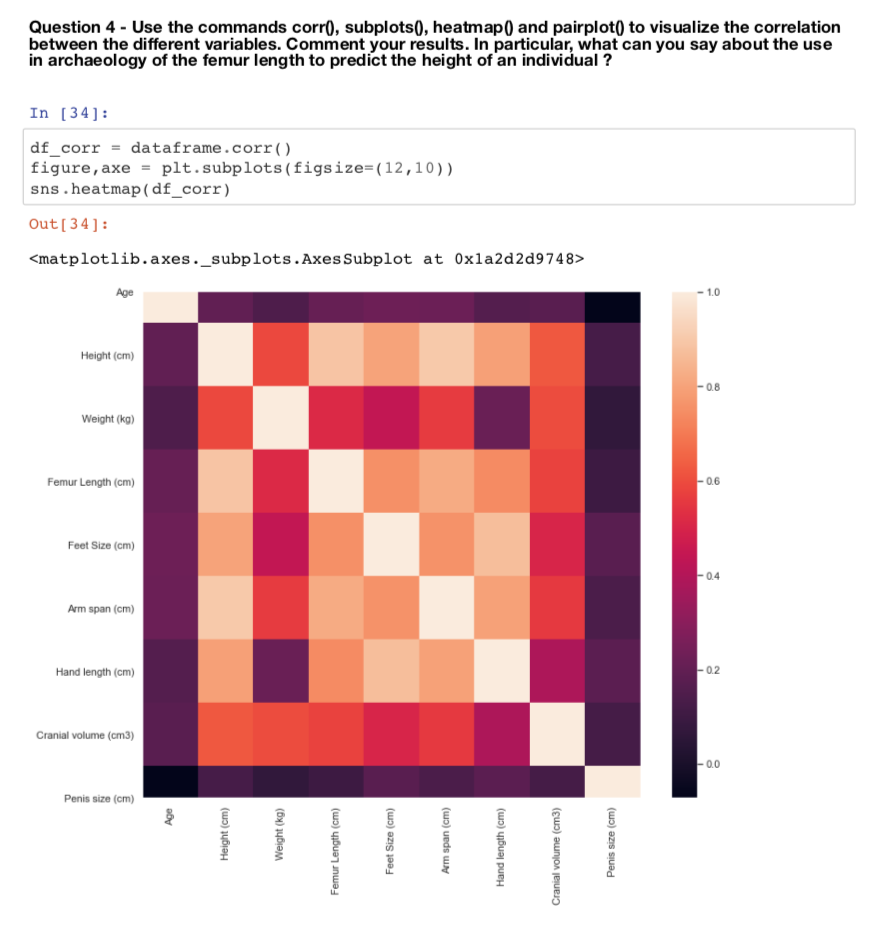 Question 4 - Use the commands corr(), subplots(), heatmap() and pairplot() to visualize the correlation
between the different variables. Comment your results. In particular, what can you say about the use
in archaeology of the femur length to predict the height of an individual ?
In [34]:
df_corr = dataframe.corr()
figure,axe = plt.subplots(figsize=(12,10))
sns.heatmap(df_corr)
Out[34]:
<matplotlib.axes._subplots.AxesSubplot at 0x1a2d2d9748>
Age
Height (cm)
Weight (kg)
Femur Length (cm)
Feet Size (cm)
Arm span (cm)
Hand length (cm)
Cranial volume (cm3)
Penis size (cm)
Age
Height (cm)
Weight (kg)
Femur Length (cm)
Feet Size (cm)
Arm span (cm)
Hand length (cm)
Cranial volume (cm3)
Penis size (cm)
1.0
0.8
0.6
0.4
0.2
0.0